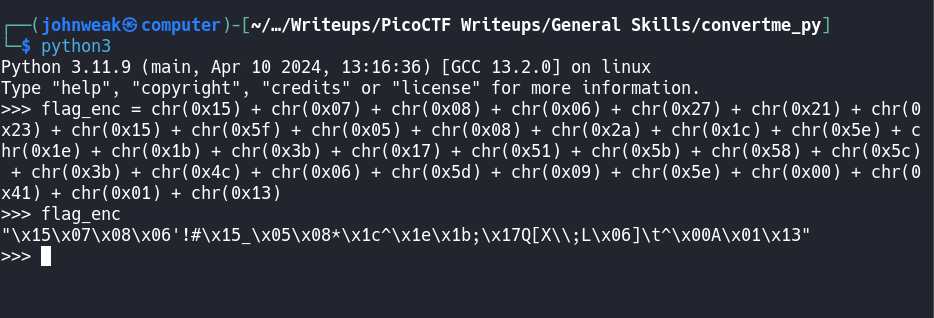 ┌──(johnweak㉿computer)-[~/…/Writeups/PicoCTF Writeups/General Skills/convertme_py]
└─$ python3
Python 3.11.9 (main, Apr 10 2024, 13:16:36) [GCC 13.2.0] on linux
Type "help", "copyright", "credits" or "license" for more information.
>>> flag_enc = chr(0x15) + chr(0x07) + chr(0x08) + chr(0x06) + chr(0x27) + chr(0x21) + chr(0
x23) + chr(0x15) + chr(0x5f) + chr(0x05) + chr(0x08) + chr(0x2a) + chr(0x1c) + chr(0x5e) + c
hr(0x1e) + chr(0x1b) + chr(0x3b) + chr(0x17) + chr(0x51) + chr(0x5b) + chr(0x58) + chr(0x5c)
 + chr(0x3b) + chr(0x4c) + chr(0x06) + chr(0x5d) + chr(0x09) + chr(0x5e) + chr(0x00) + chr(0
x41) + chr(0x01) + chr(0x13)
>>> flag_enc
"\x15\x07\x08\x06'!#\x15_\x05\x08*\x1c^\x1e\x1b;\x17Q[X\\;L\x06]\t^\x00A\x01\x13"
>>>